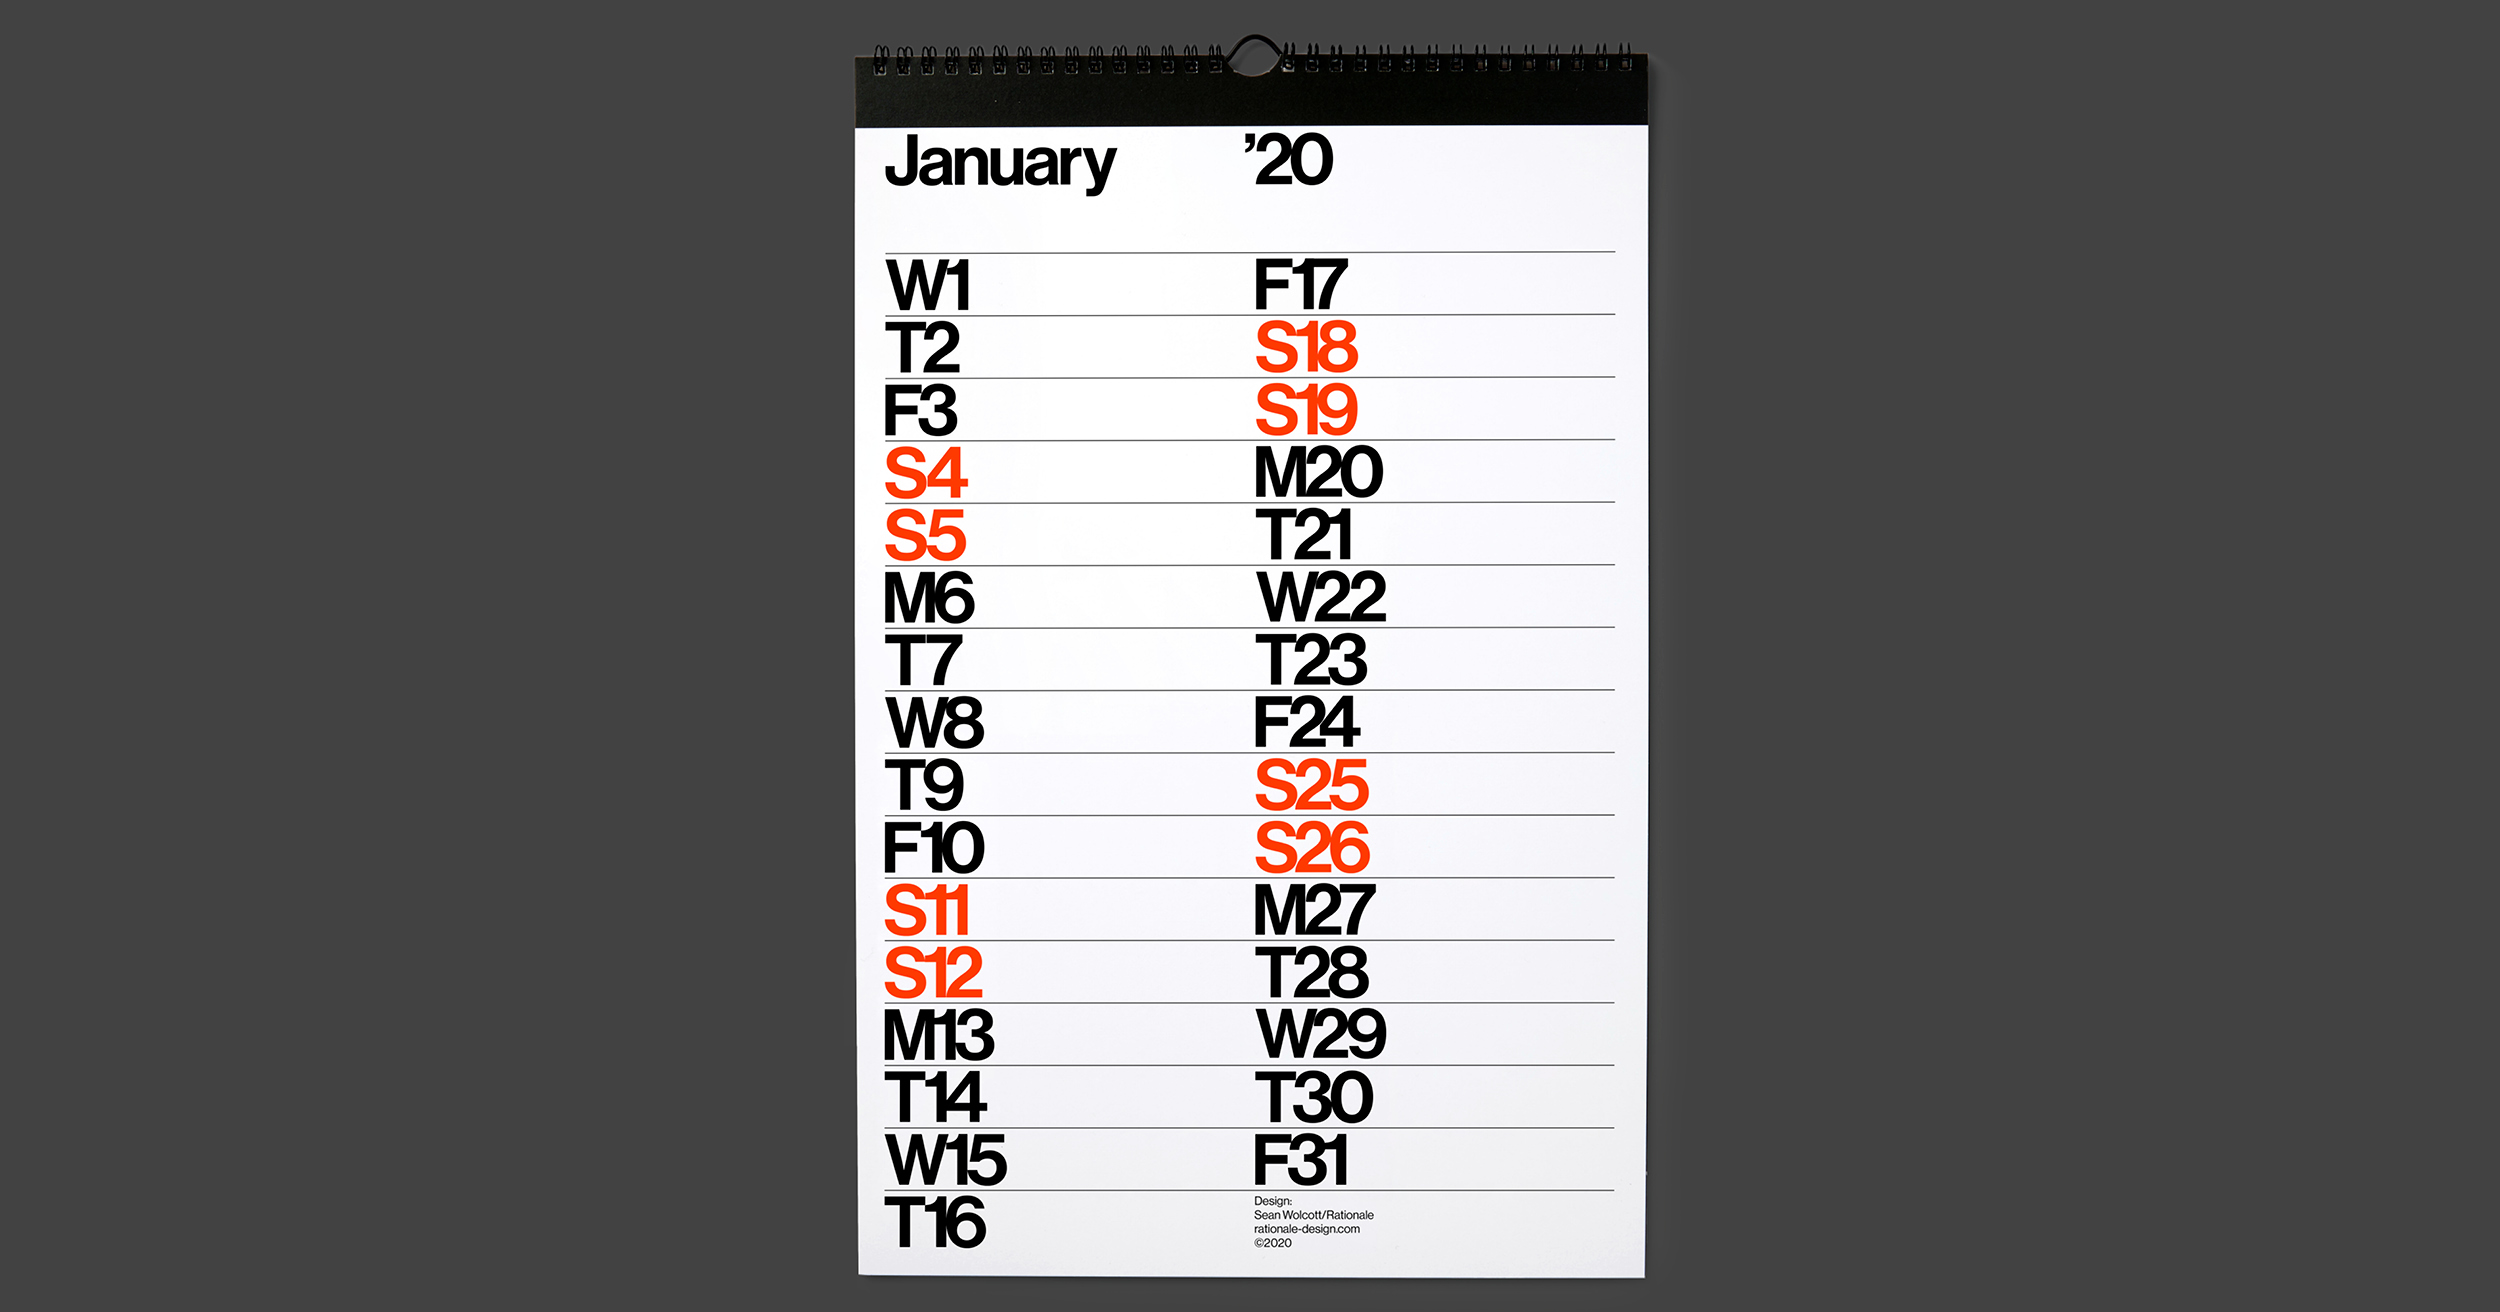 January ’20
W1
T2
F3
S4
S5
M6
T7
W8
T9
F10
S11
S12
M13
T14
W15
T16
F17
S18
S19
M20
T21
W22
T23
F24
S25
S26
M27
T28
W29
T30
F31
Design:
Sean Wolcott/Rationale
rationale-design.com
©2020